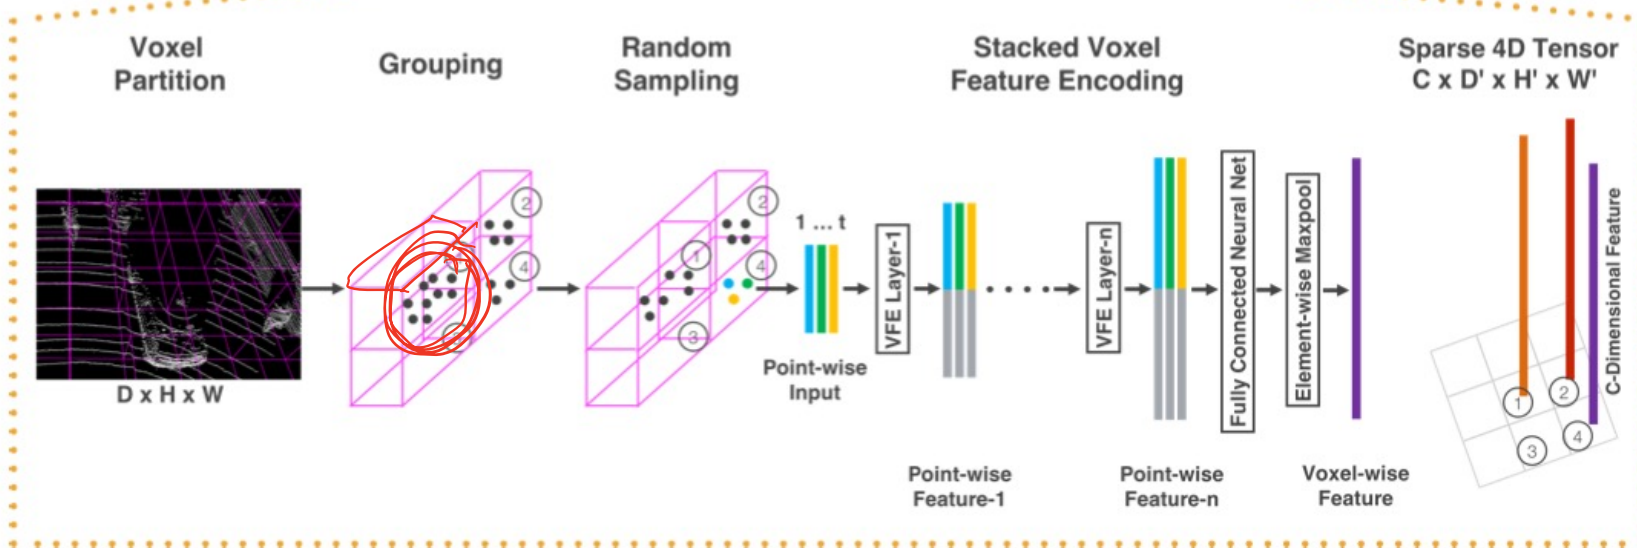 Voxel
Partition
Grouping
Random
Sampling
Stacked Voxel
Feature Encoding
Sparse 4D Tensor
C x D' x H' x W'
D x H x W
2
4
1
2
4
3
1 ... t
Point-wise
Input
VFE Layer-1
Point-wise
Feature-1
VFE Layer-n
Point-wise
Feature-n
Fully Connected Neural Net
Element-wise Maxpool
Voxel-wise
Feature
C-Dimensional Feature
1
2
3
4